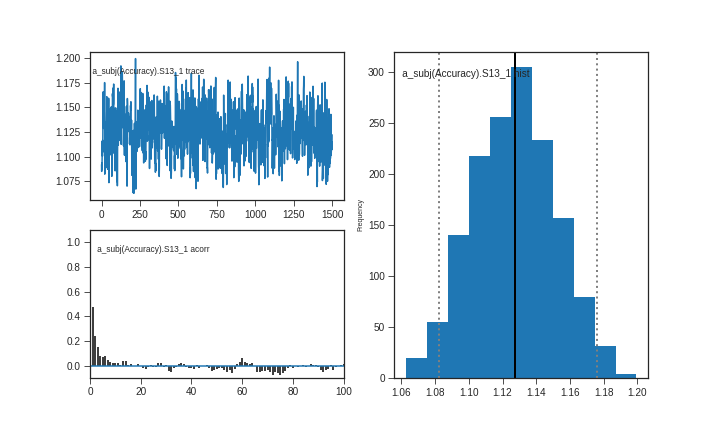 a_subj(Accuracy).S13_1 trace
1.200
1.175
1.150
1.125
1.100
1.075
0 250 500 750 1000 1250 1500
a_subj(Accuracy).S13_1 acorr
1.0
0.8
0.6
0.4
0.2
0.0
0 20 40 60 80 100
a_subj(Accuracy).S13_1 hist
Frequency
300
250
200
150
100
50
0
1.06 1.08 1.10 1.12 1.14 1.16 1.18 1.20